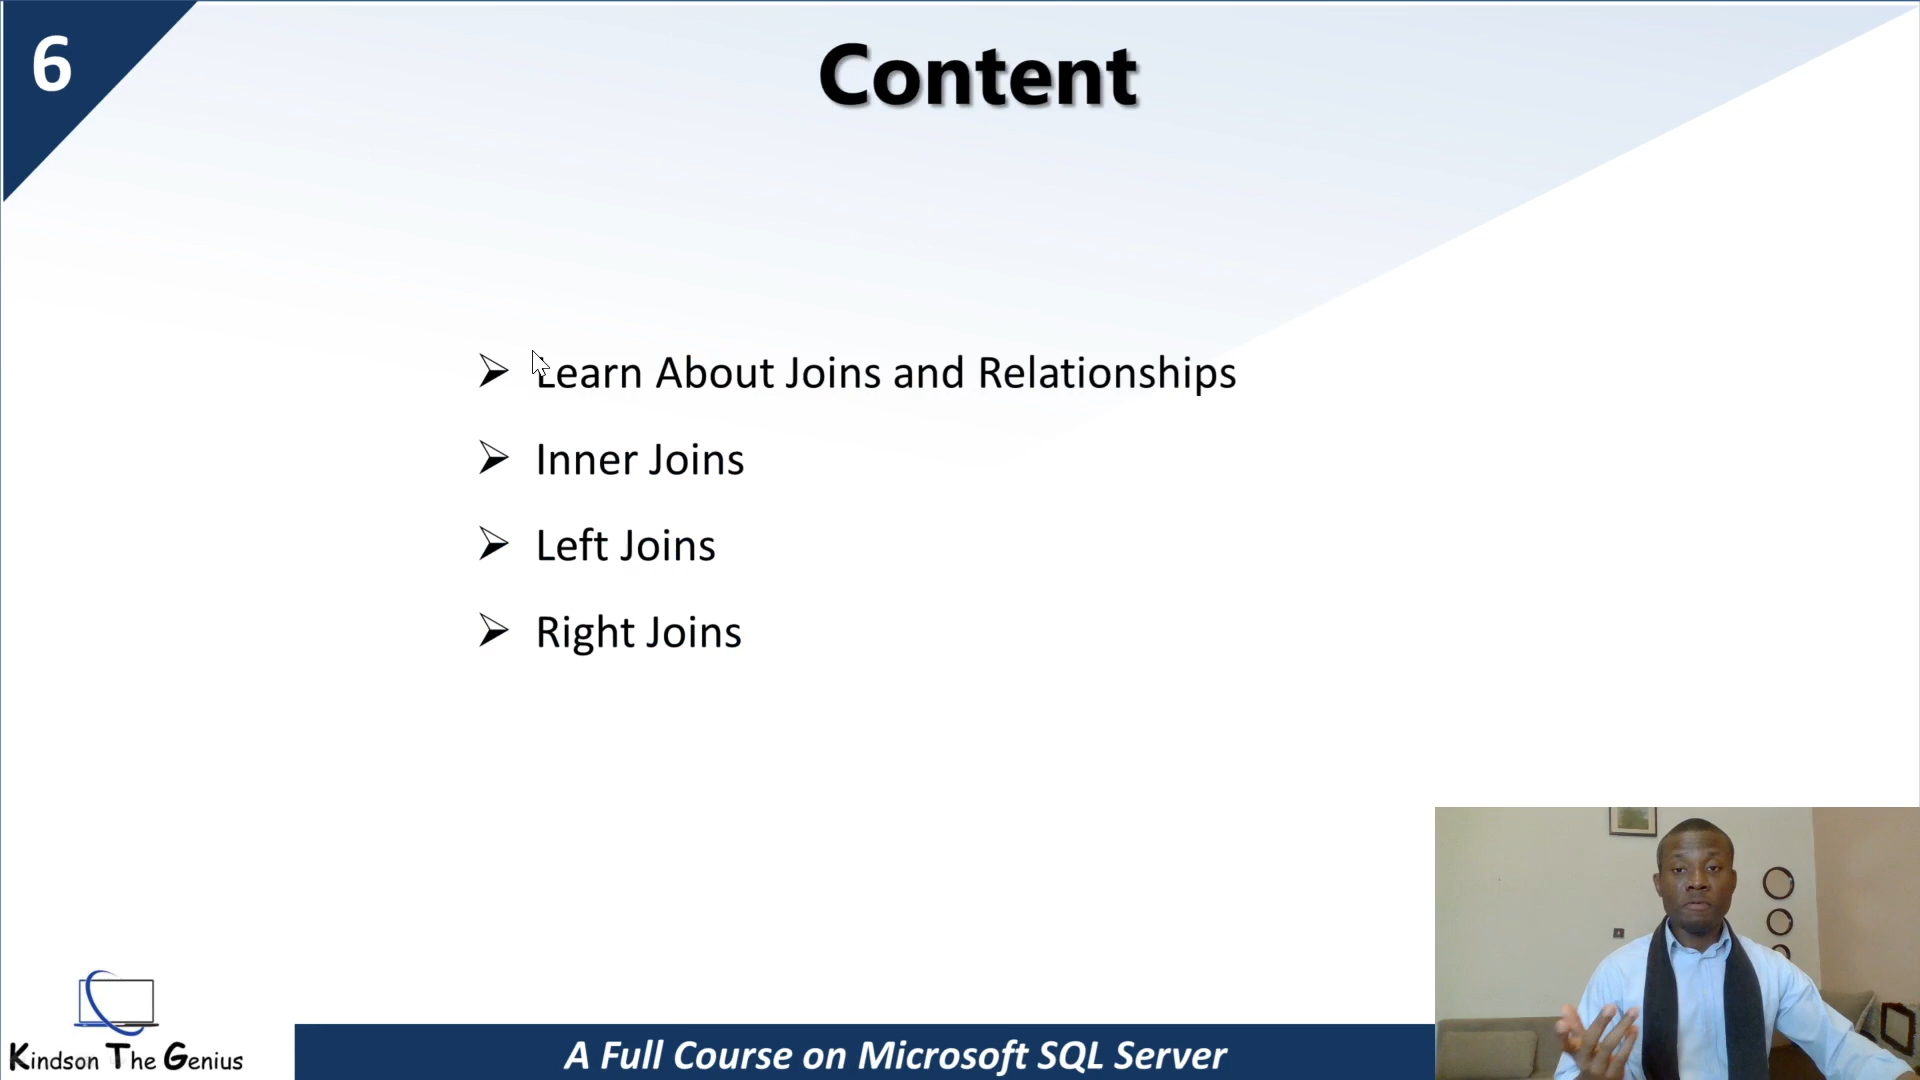 6
Content
Learn About Joins and Relationships
Inner Joins
Left Joins
Right Joins
Kindson The Genius
A Full Course on Microsoft SQL Server